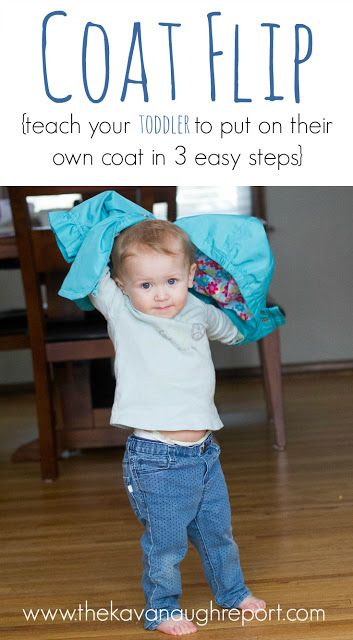 COAT FLIP
{teach your TODDLER to put on their
own coat in 3 easy steps}
www.thekavanaughreport.com